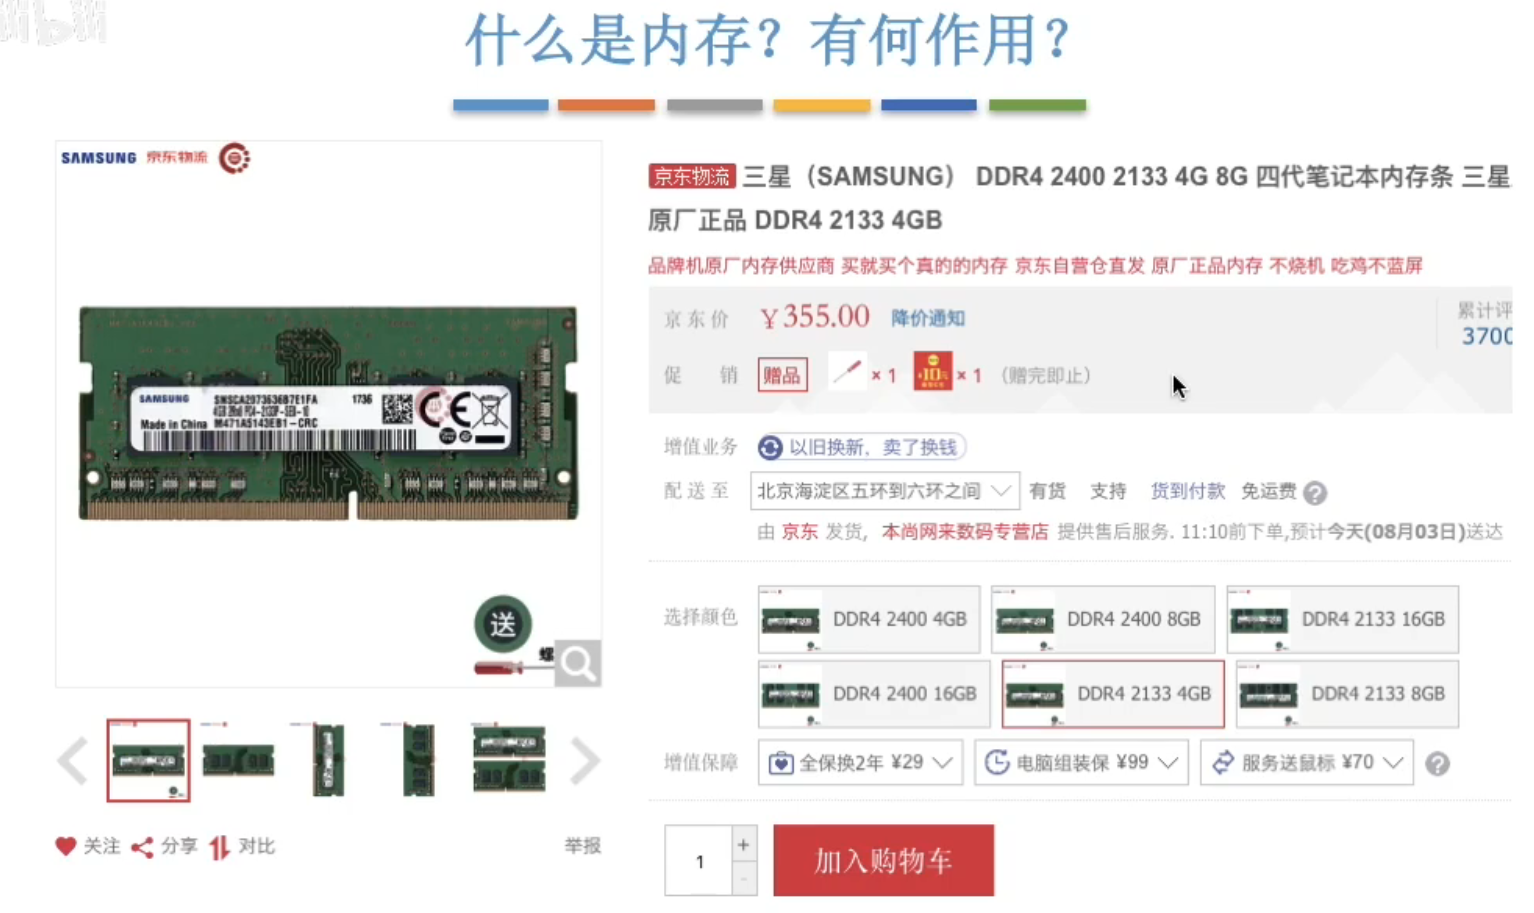 什么是内存？有何作用？
SAMSUNG 京东物流
京东物流 三星（SAMSUNG） DDR4 2400 2133 4G 8G 四代笔记本内存条 三星
原厂正品 DDR4 2133 4GB
品牌机原厂内存供应商 买就买个真的的内存 京东自营仓直发 原厂正品内存 不烧机 吃鸡不蓝屏
京东价 ￥355.00 降价通知
累计评
3700
促销 赠品 ×1 10元 ×1 （赠完即止）
SAMSUNG
1736
Made in China M471A5143EB1-CRC
增值业务 以旧换新，卖了换钱
配送至 北京海淀区五环到六环之间 有货 支持 货到付款 免运费 ?
由 京东 发货, 本尚网来数码专营店 提供售后服务. 11:10前下单,预计今天(08月03日)送达
选择颜色 DDR4 2400 4GB DDR4 2400 8GB DDR4 2133 16GB
DDR4 2400 16GB DDR4 2133 4GB DDR4 2133 8GB
送
螺
增值保障 全保换2年 ¥29 电脑组装保 ¥99 服务送鼠标 ¥70 ?
关注 分享 对比 举报
1 + -
加入购物车